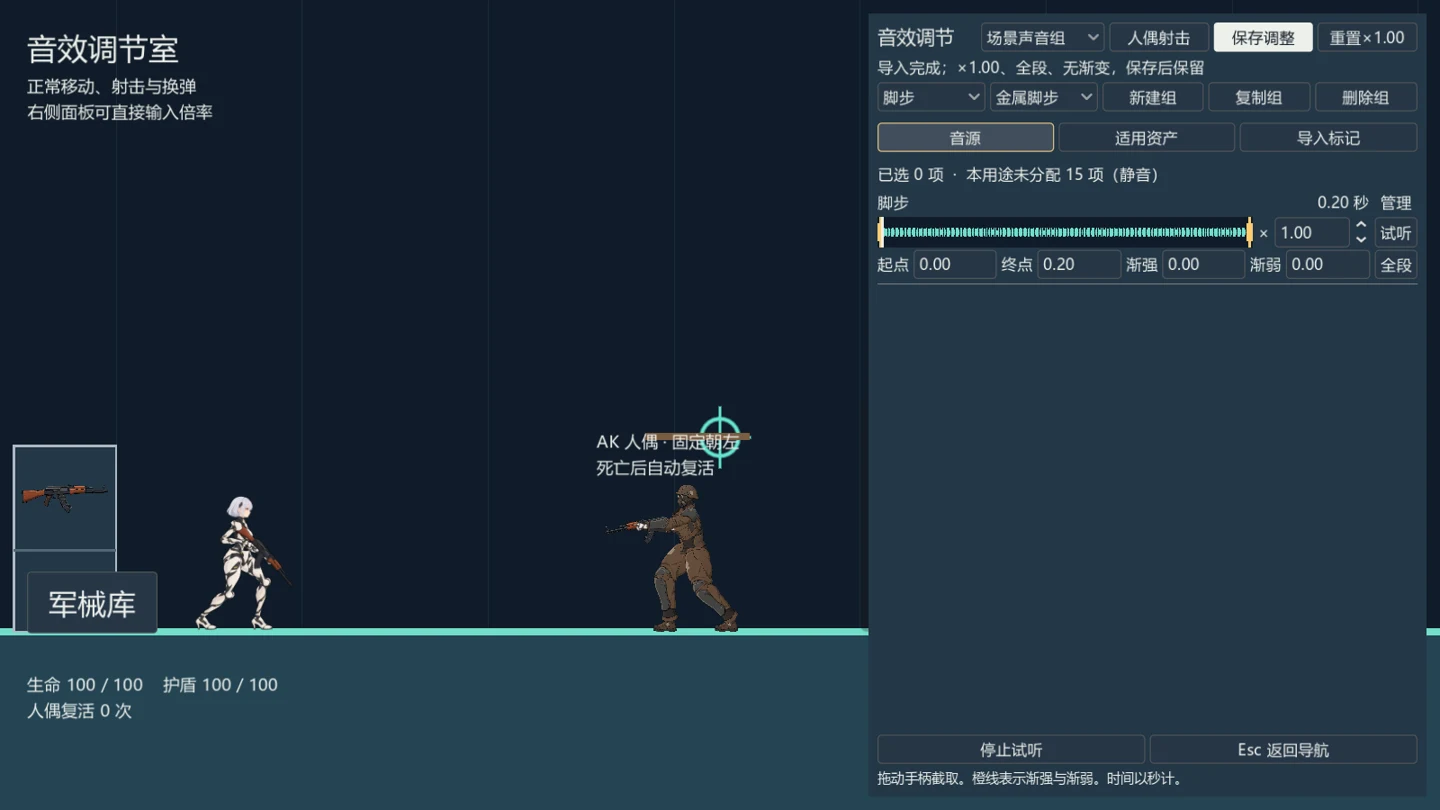 音效调节室
正常移动、射击与换弹
右侧面板可直接输入倍率
AK 人偶 · 固定朝左
死亡后自动复活
军械库
生命 100 / 100 护盾 100 / 100
人偶复活 0 次
音效调节 场景声音组 人偶射击 保存调整 重置×1.00
导入完成；×1.00、全段、无渐变，保存后保留
脚步 金属脚步 新建组 复制组 删除组
音源 适用资产 导入标记
已选 0 项 · 本用途未分配 15 项（静音）
脚步 0.20 秒 管理
× 1.00 试听
起点 0.00 终点 0.20 渐强 0.00 渐弱 0.00 全段
停止试听 Esc 返回导航
拖动手柄截取。橙线表示渐强与渐弱。时间以秒计。